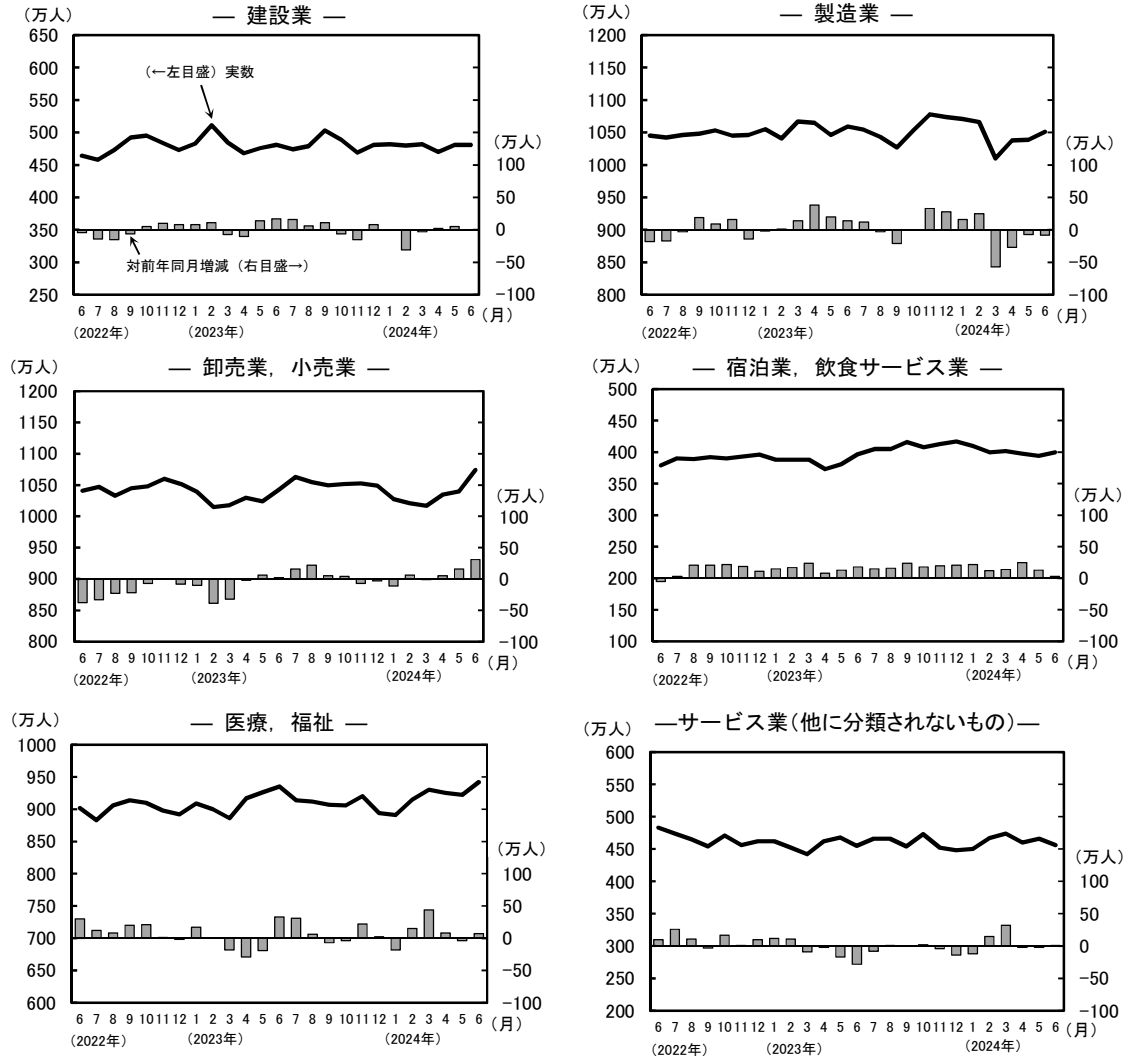 （万人）
― 建設業 ―
650
600
550
500
450
400
350
300
250
（←左目盛）実数
対前年同月増減（右目盛→）
（万人）
100
50
0
−50
−100
6 7 8 9 10 11 12 1 2 3 4 5 6 7 8 9 10 11 12 1 2 3 4 5 6（月）
（2022年） （2023年） （2024年）
（万人）
― 製造業 ―
1200
1150
1100
1050
1000
950
900
850
800
（万人）
100
50
0
−50
−100
6 7 8 9 10 11 12 1 2 3 4 5 6 7 8 9 10 11 12 1 2 3 4 5 6（月）
（2022年） （2023年） （2024年）
（万人）
― 卸売業，小売業 ―
1200
1150
1100
1050
1000
950
900
850
800
（万人）
100
50
0
−50
−100
6 7 8 9 10 11 12 1 2 3 4 5 6 7 8 9 10 11 12 1 2 3 4 5 6（月）
（2022年） （2023年） （2024年）
（万人）
― 宿泊業，飲食サービス業 ―
500
450
400
350
300
250
200
150
100
（万人）
100
50
0
−50
−100
6 7 8 9 10 11 12 1 2 3 4 5 6 7 8 9 10 11 12 1 2 3 4 5 6（月）
（2022年） （2023年） （2024年）
（万人）
― 医療，福祉 ―
1000
950
900
850
800
750
700
650
600
（万人）
100
50
0
−50
−100
6 7 8 9 10 11 12 1 2 3 4 5 6 7 8 9 10 11 12 1 2 3 4 5 6（月）
（2022年） （2023年） （2024年）
（万人）
―サービス業（他に分類されないもの）―
600
550
500
450
400
350
300
250
200
（万人）
100
50
0
−50
−100
6 7 8 9 10 11 12 1 2 3 4 5 6 7 8 9 10 11 12 1 2 3 4 5 6（月）
（2022年） （2023年） （2024年）